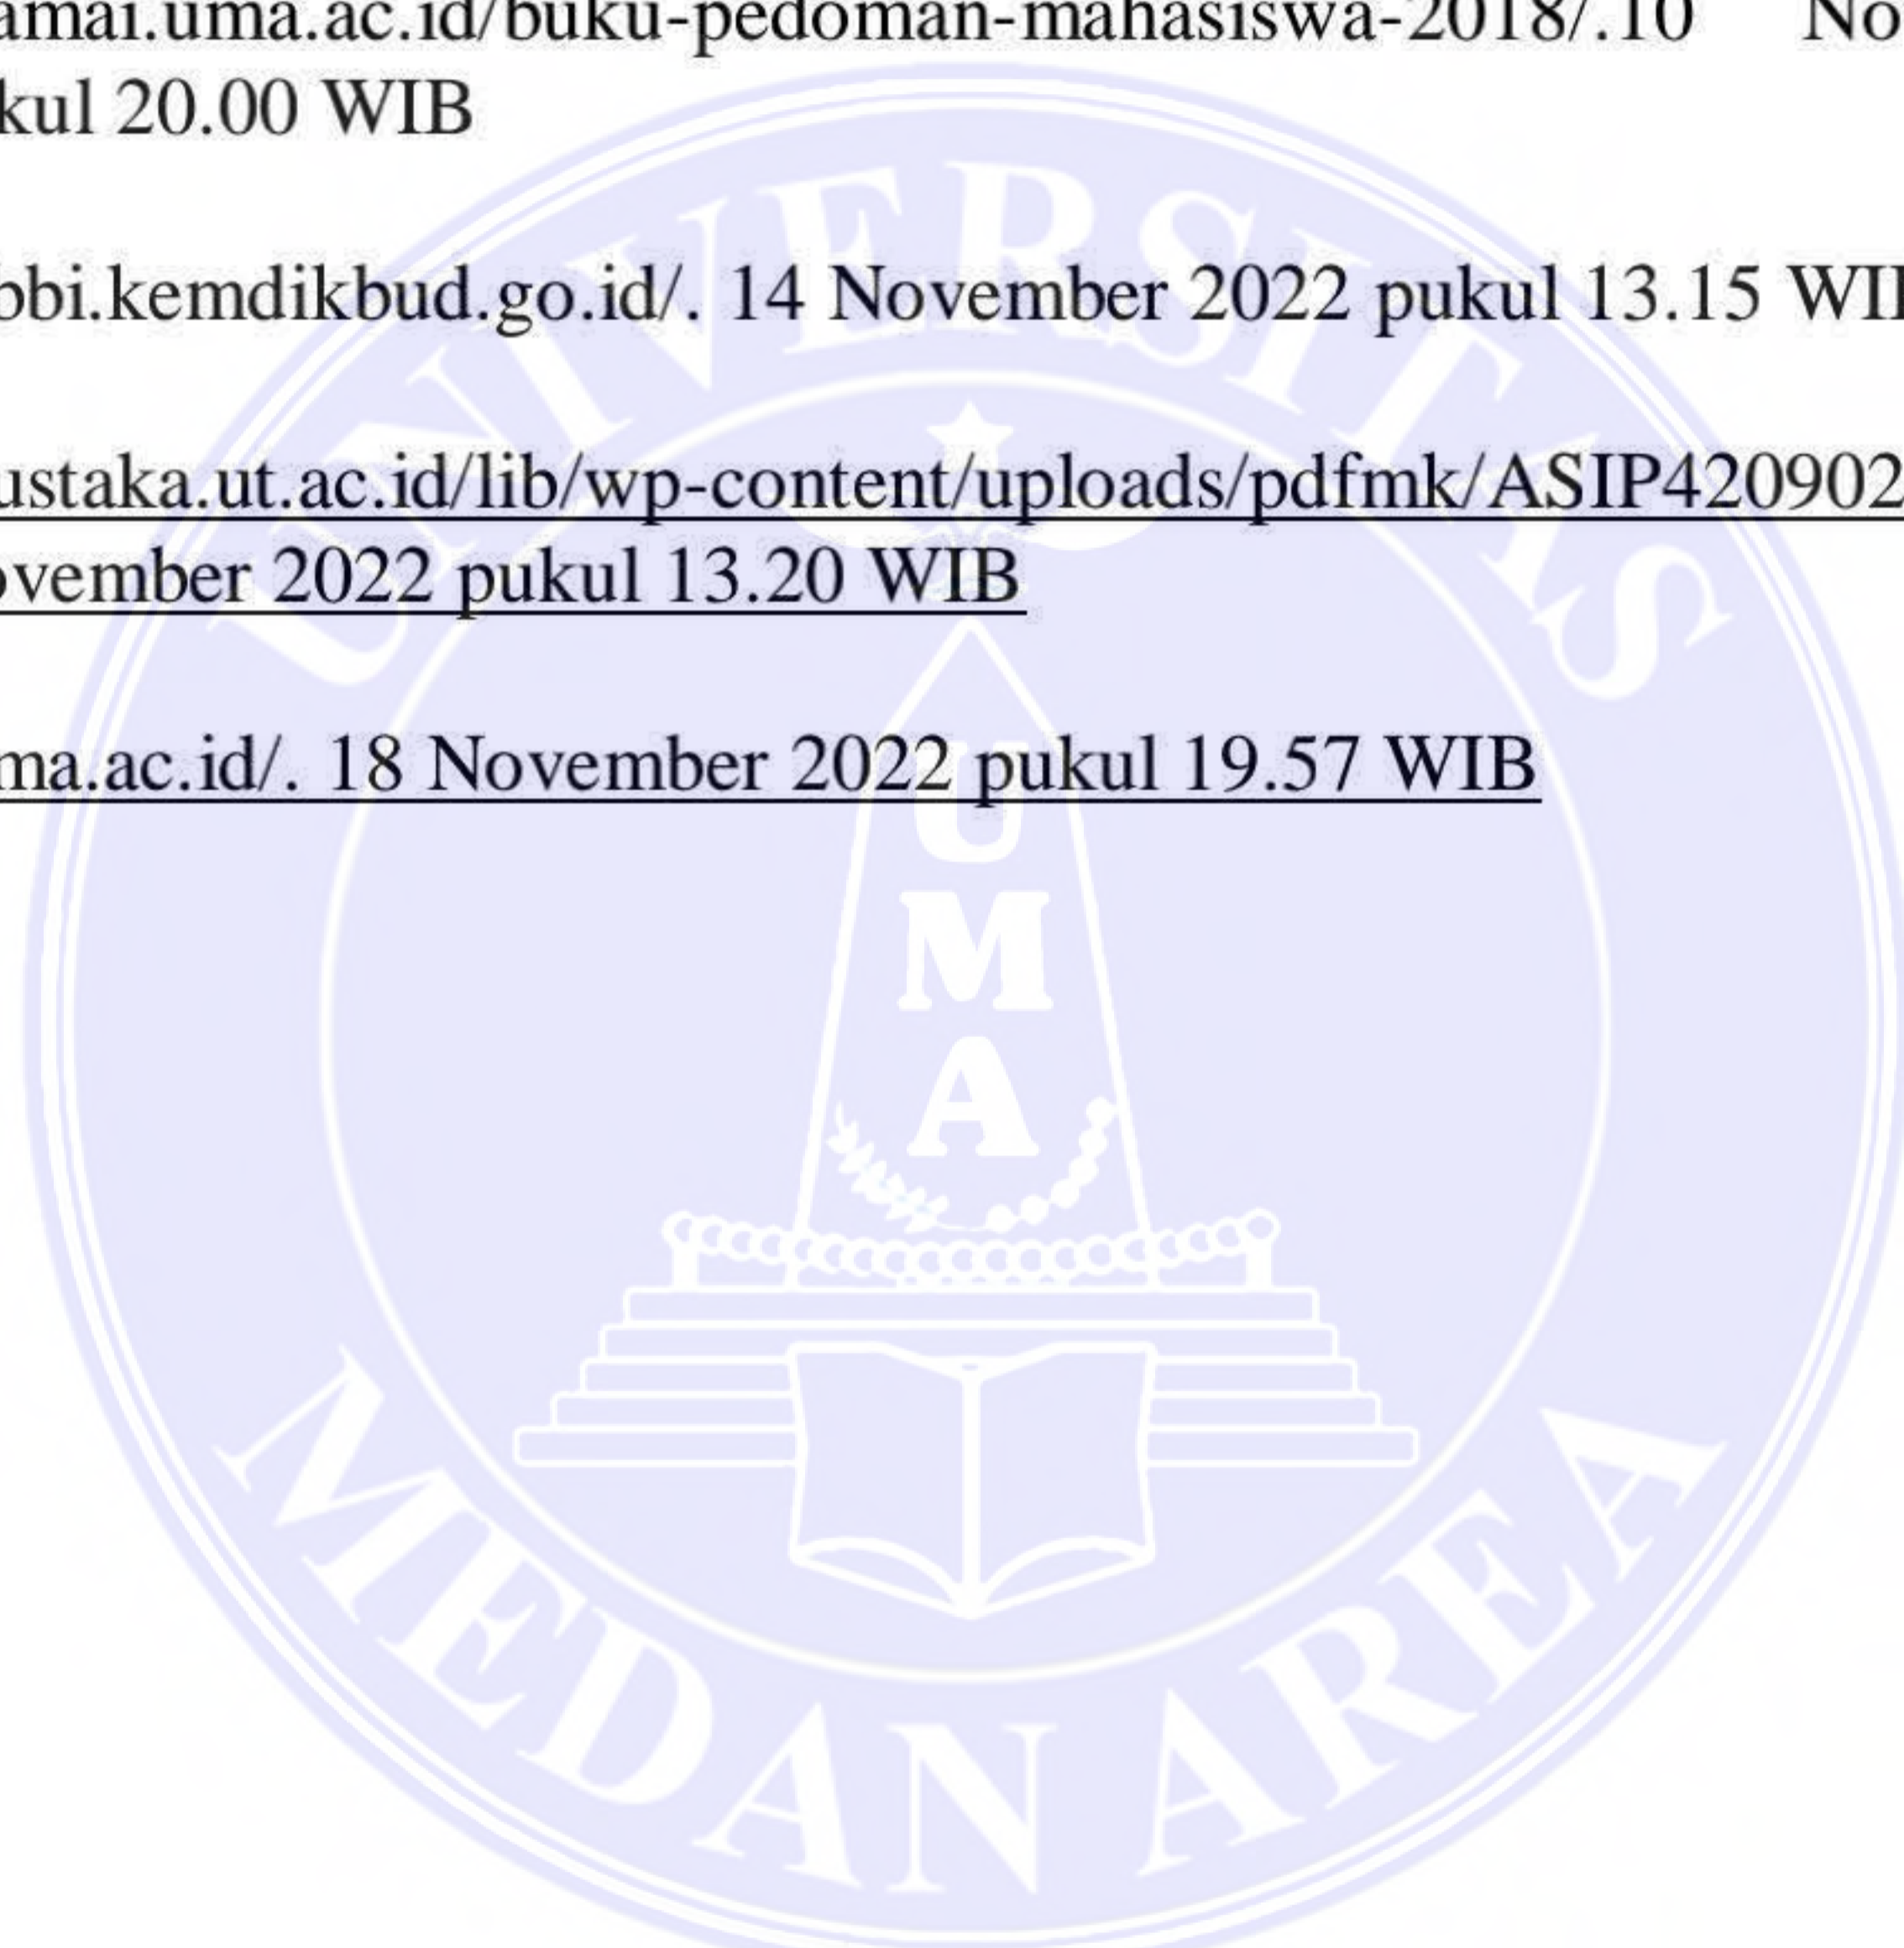 amai.uma.ac.id/buku-pedoman-mahasiswa-2018/.10 No
kul 20.00 WIB
bbi.kemdikbud.go.id/. 14 November 2022 pukul 13.15 WIB
ustaka.ut.ac.id/lib/wp-content/uploads/pdfmk/ASIP420902
ovember 2022 pukul 13.20 WIB
ma.ac.id/. 18 November 2022 pukul 19.57 WIB
UNIVERSITAS
U
M
A
MEDAN AREA